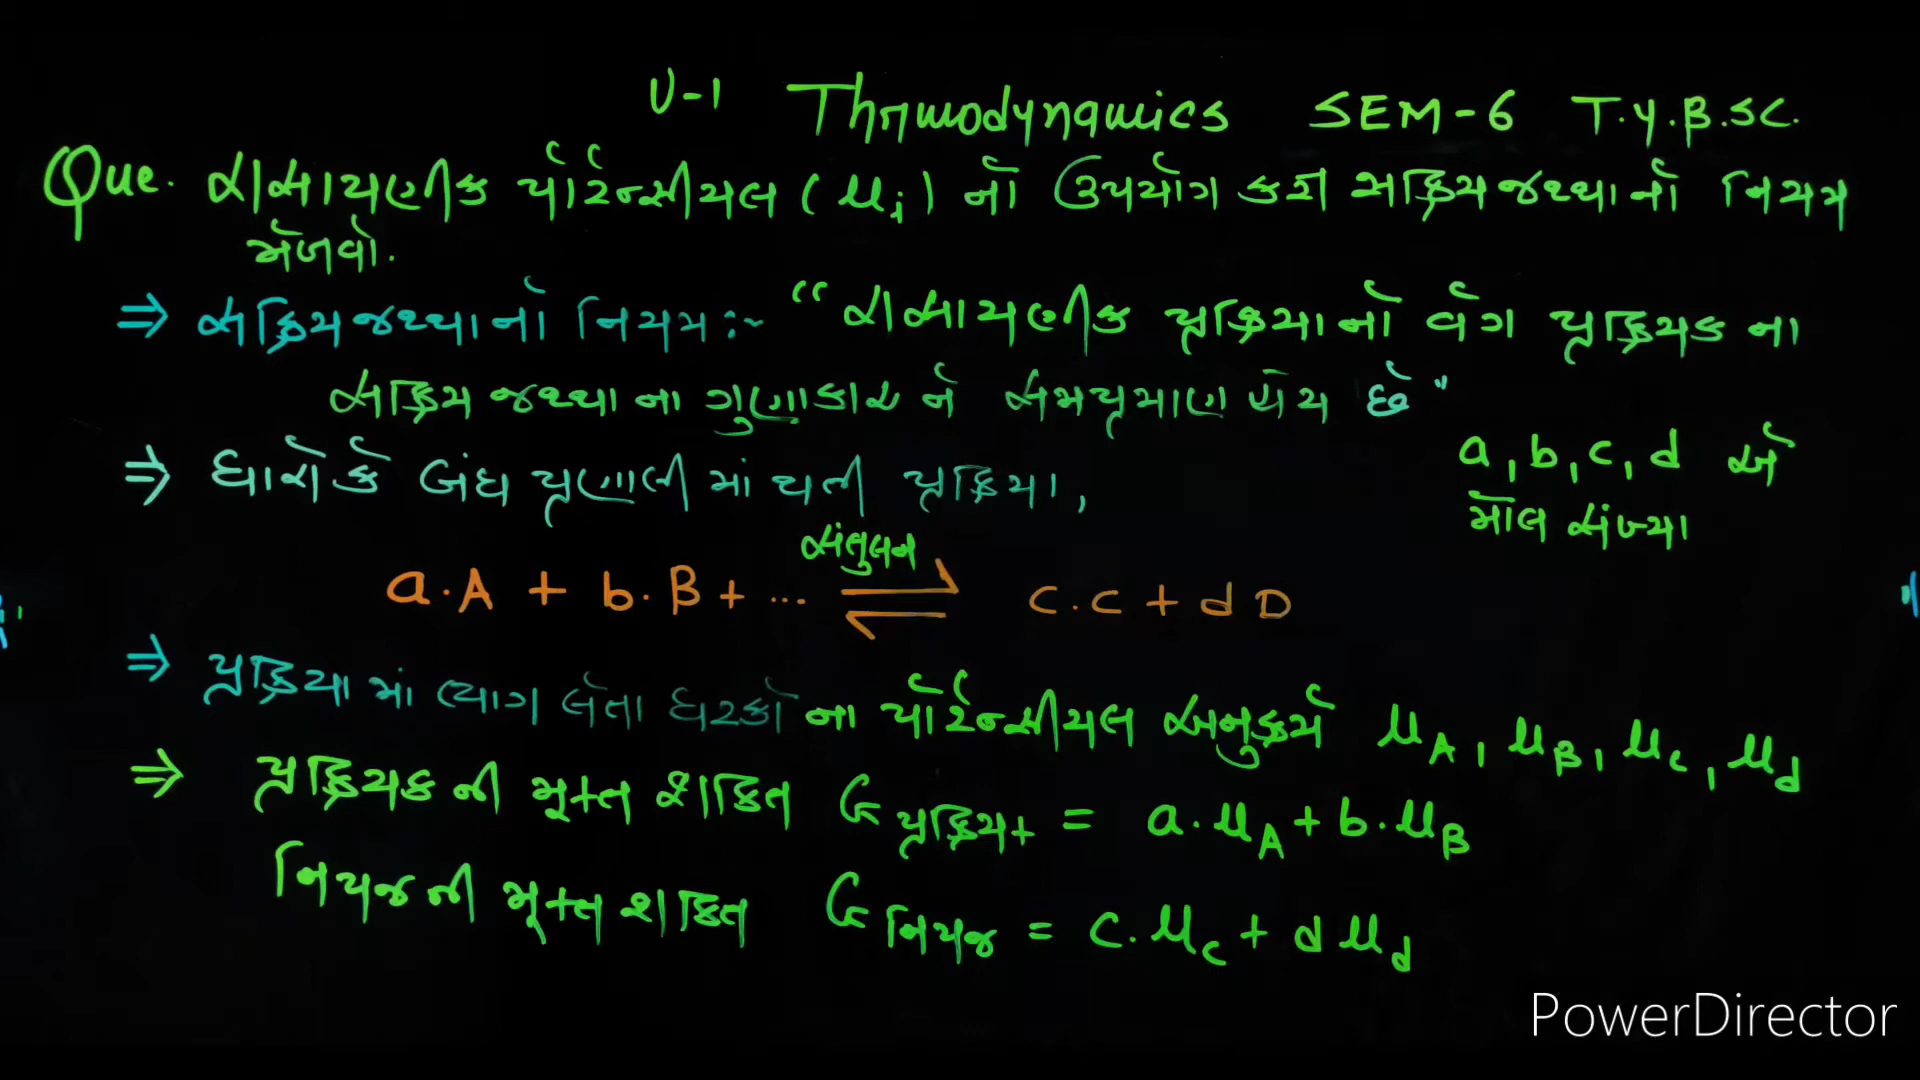 U-1 Thermodynamics SEM-6 T.Y.B.SC.
Que. રાસાયણીક પોટેન્સીયલ (μi) નો ઉપયોગ કરી સક્રિયજથ્થાનો નિયમ
મેળવો.
⇒ સક્રિયજથ્થાનો નિયમ :- "રાસાયણીક પ્રક્રિયાનો વેગ પ્રક્રિયક ના
સક્રિય જથ્થા ના ગુણાકાર ને સમપ્રમાણ હોય છે"
a, b, c, d એ
મોલ સંખ્યા
⇒ ધારોકે બંધ પ્રણાલી માં થતી પ્રક્રિયા,
સંતુલન
a.A + b.B + ... ⇌ c.c + d D
⇒ પ્રક્રિયા માં ભાગ લેતા ઘટકો ના પોટેન્સીયલ અનુક્રમે μA, μB, μc, μd
⇒ પ્રક્રિયક ની મૂક્ત શક્તિ G પ્રક્રિયક = a.μA + b.μB
નિપજ ની મૂક્ત શક્તિ G નિપજ = c.μc + d μd
PowerDirector